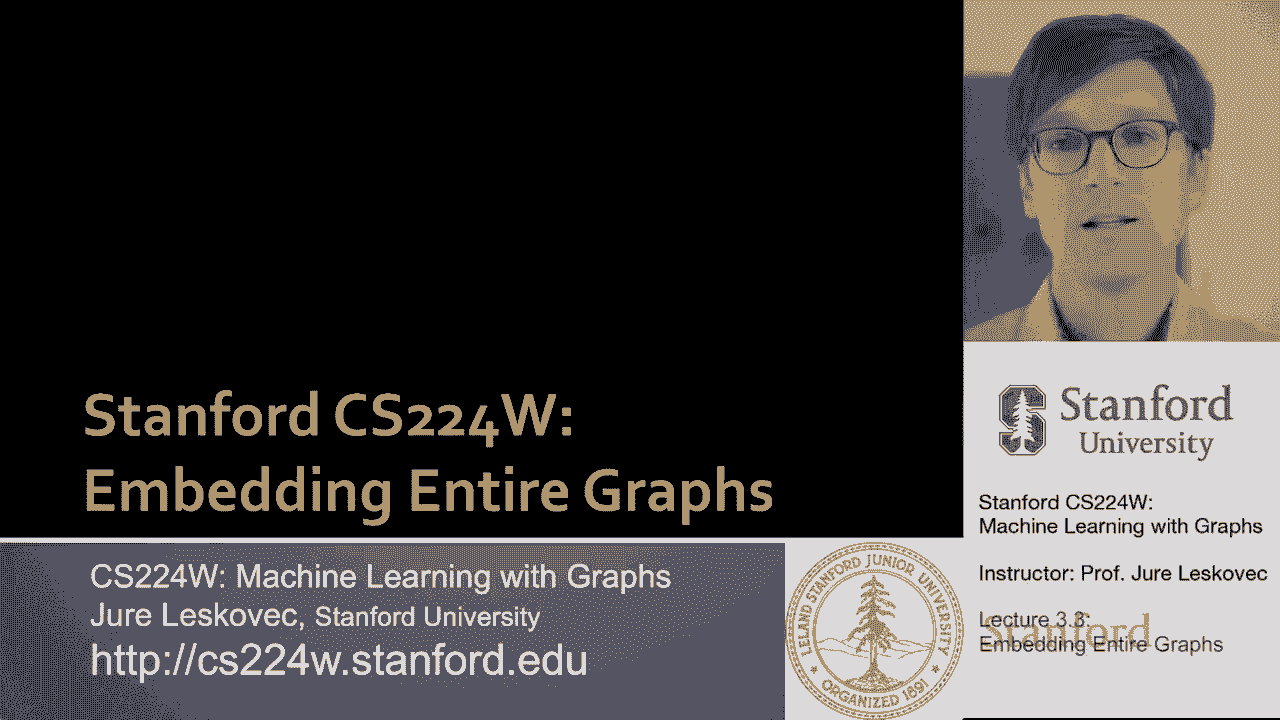 Stanford CS224W:
Embedding Entire Graphs
CS224W: Machine Learning with Graphs
Jure Leskovec, Stanford University
http://cs224w.stanford.edu
LELAND STANFORD JUNIOR UNIVERSITY
ORGANIZED 1891
Stanford
University
Stanford CS224W:
Machine Learning with Graphs
Instructor: Prof. Jure Leskovec
Lecture 3.3:
Embedding Entire Graphs
Stanford